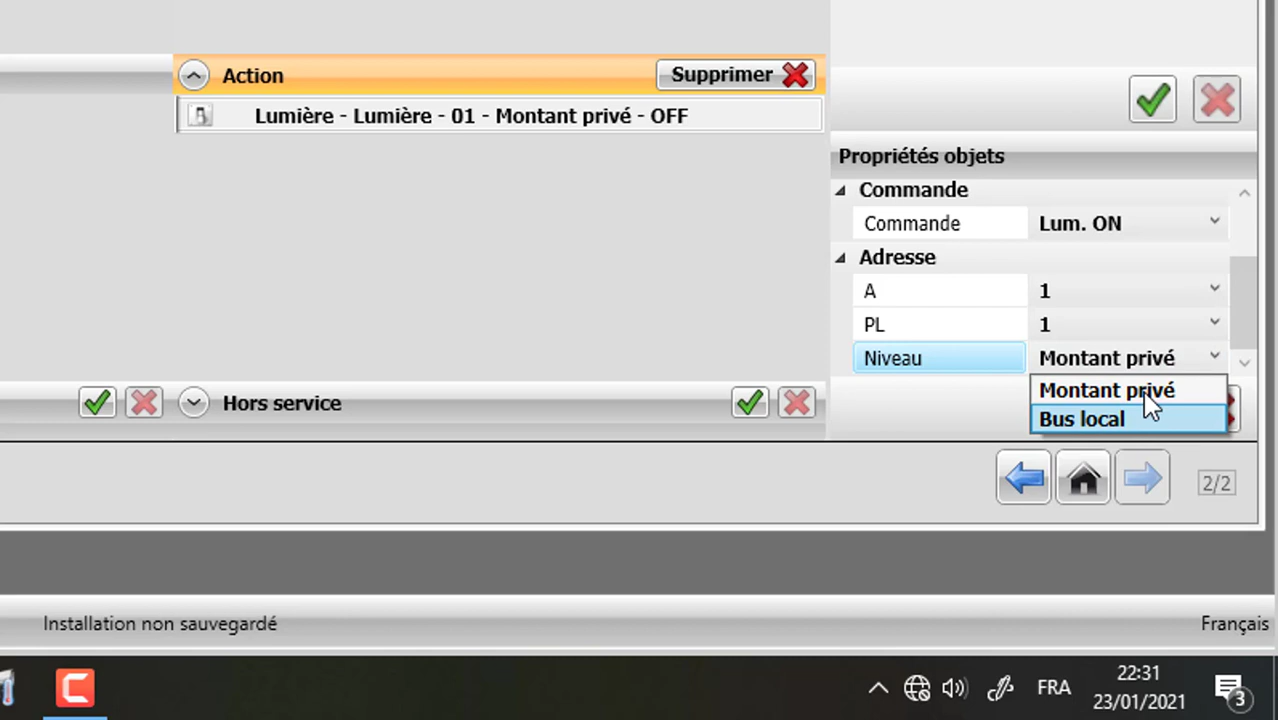 Action
Supprimer
Lumière - Lumière - 01 - Montant privé - OFF
Hors service
Propriétés objets
Commande
Commande Lum. ON
Adresse
A 1
PL 1
Niveau Montant privé
Montant privé
Bus local
2/2
Installation non sauvegardé
Français
FRA
22:31
23/01/2021
3